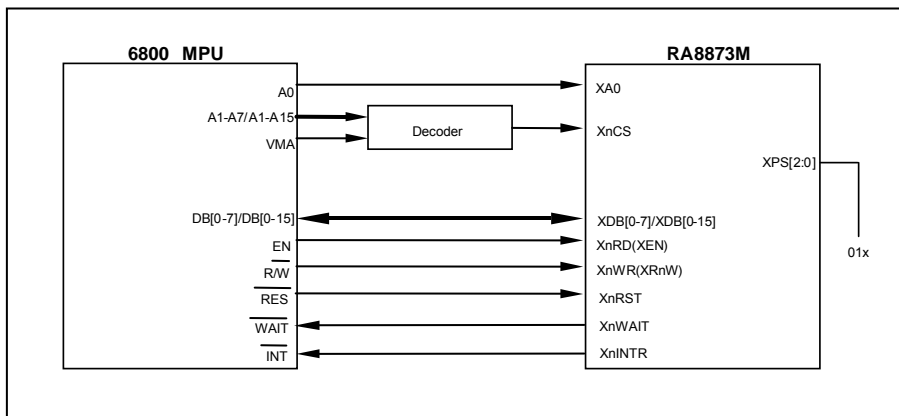 6800 MPU
RA8873M
A0
XA0
A1-A7/A1-A15
Decoder
XnCS
VMA
XPS[2:0]
DB[0-7]/DB[0-15]
XDB[0-7]/XDB[0-15]
EN
XnRD(XEN)
01x
R/W
XnWR(XRnW)
RES
XnRST
WAIT
XnWAIT
INT
XnINTR